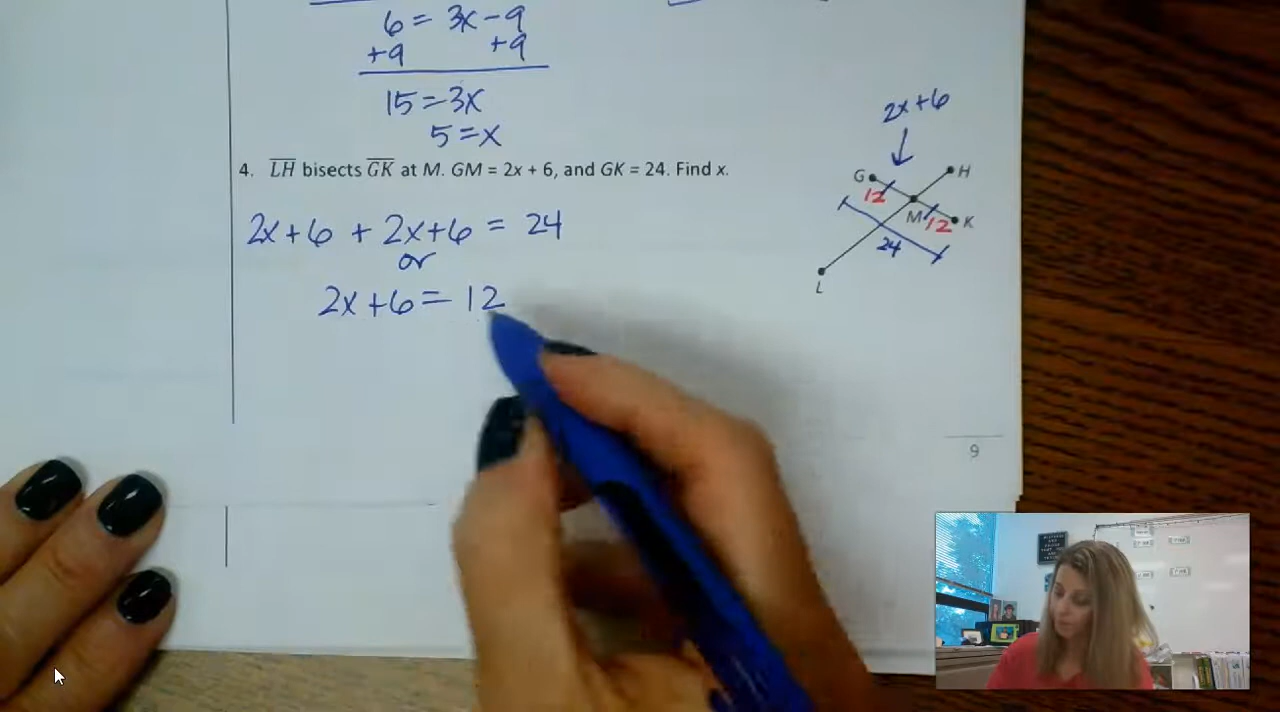 6 = 3x - 9
+9 +9
15 = 3x
5 = x
4. LH bisects GK at M. GM = 2x + 6, and GK = 24. Find x.
2x + 6 + 2x + 6 = 24
or
2x + 6 = 12
2x + 6
G H
12
M 12 K
24
L
9